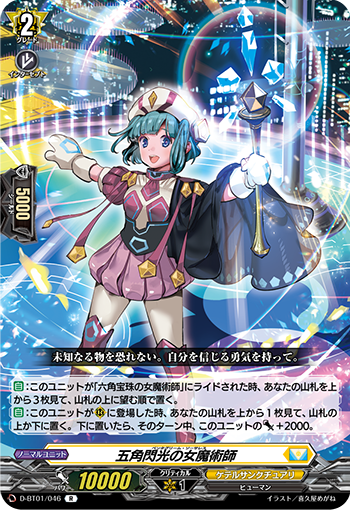 2
グレード
インターセプト
シールド
5000
未知なる物を恐れない。自分を信じる勇気を持って。
自:このユニットが「六角宝珠の女魔術師」にライドされた時、あなたの山札を上
から3枚見て、山札の上に望む順で置く。
自:このユニットがRに登場した時、あなたの山札を上から1枚見て、山札の
上か下に置く。下に置いたら、そのターン中、このユニットの+2000。
ノーマルユニット
五角閃光の女魔術師
ケテルサンクチュアリ
パワー
10000
クリティカル
1
ヒューマン
D-BT01/046 R
イラスト/喜久屋めがね